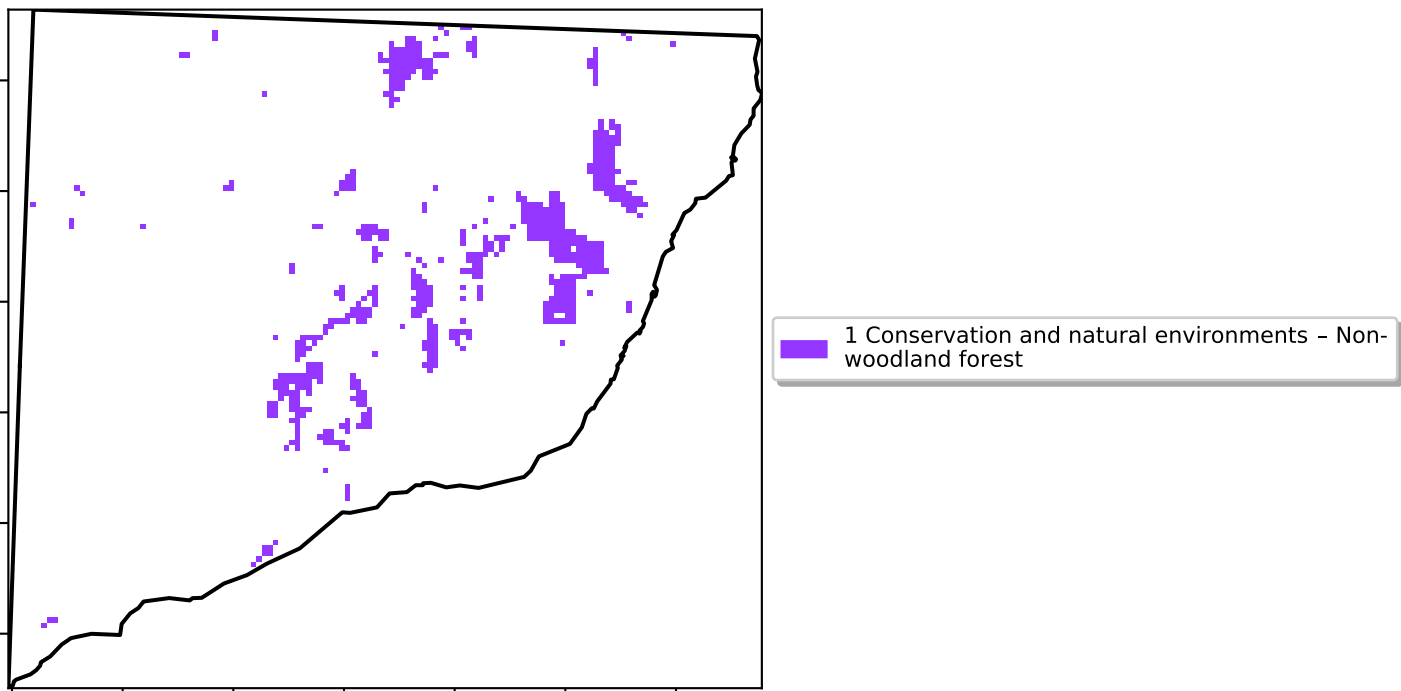 1 Conservation and natural environments – Non-
woodland forest